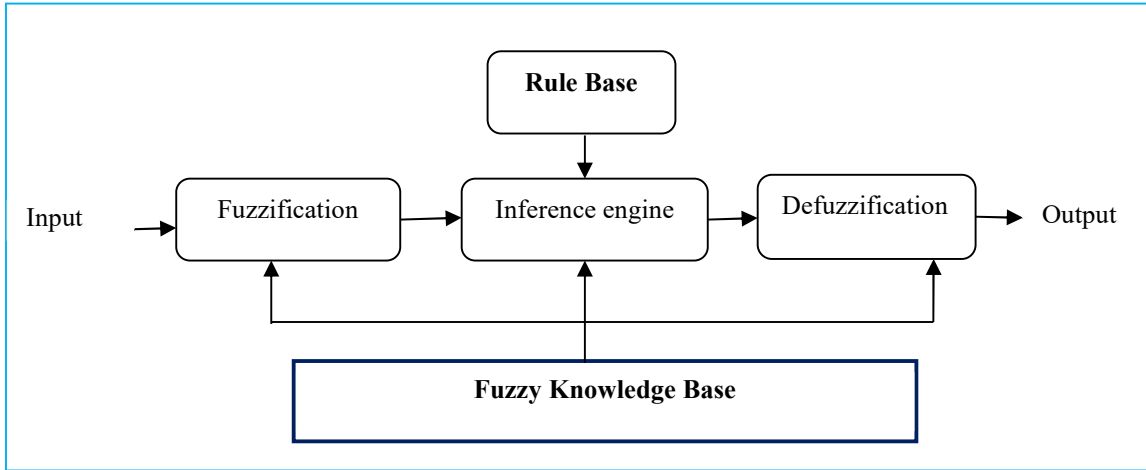 Rule Base
Input
Fuzzification
Inference engine
Defuzzification
Output
Fuzzy Knowledge Base